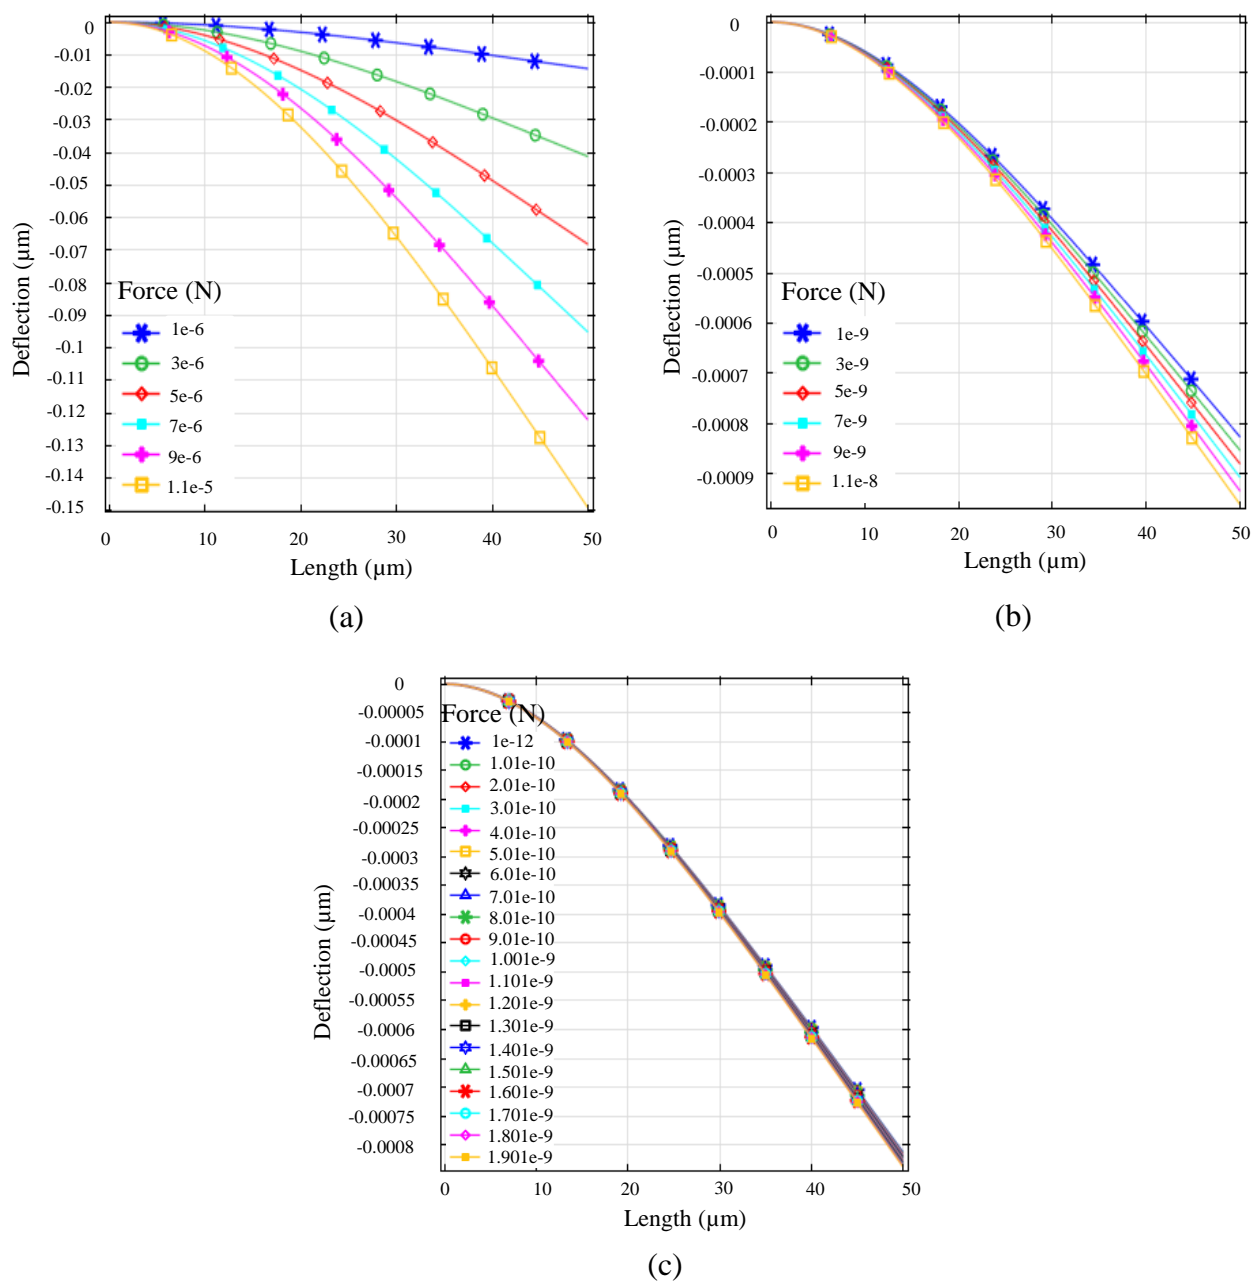 0
-0.01
-0.02
-0.03
-0.04
-0.05
-0.06
-0.07
-0.08
-0.09
-0.1
-0.11
-0.12
-0.13
-0.14
-0.15
Deflection (µm)
Force (N)
1e-6
3e-6
5e-6
7e-6
9e-6
1.1e-5
0 10 20 30 40 50
Length (µm)
(a)
0
-0.0001
-0.0002
-0.0003
-0.0004
-0.0005
-0.0006
-0.0007
-0.0008
-0.0009
Deflection (µm)
Force (N)
1e-9
3e-9
5e-9
7e-9
9e-9
1.1e-8
0 10 20 30 40 50
Length (µm)
(b)
0
-0.00005
-0.0001
-0.00015
-0.0002
-0.00025
-0.0003
-0.00035
-0.0004
-0.00045
-0.0005
-0.00055
-0.0006
-0.00065
-0.0007
-0.00075
-0.0008
Deflection (µm)
Force (N)
1e-12
1.01e-10
2.01e-10
3.01e-10
4.01e-10
5.01e-10
6.01e-10
7.01e-10
8.01e-10
9.01e-10
1.001e-9
1.101e-9
1.201e-9
1.301e-9
1.401e-9
1.501e-9
1.601e-9
1.701e-9
1.801e-9
1.901e-9
0 10 20 30 40 50
Length (µm)
(c)